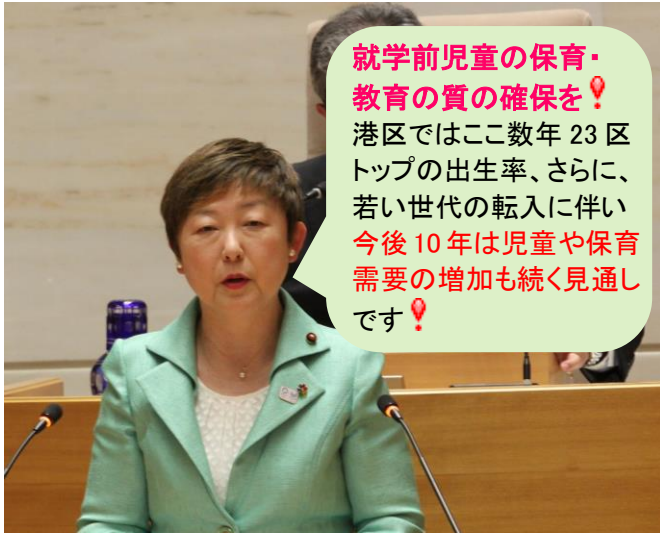 就学前児童の保育・
教育の質の確保を❗
港区ではここ数年 23 区
トップの出生率、さらに、
若い世代の転入に伴い
今後 10 年は児童や保育
需要の増加も続く見通し
です❗